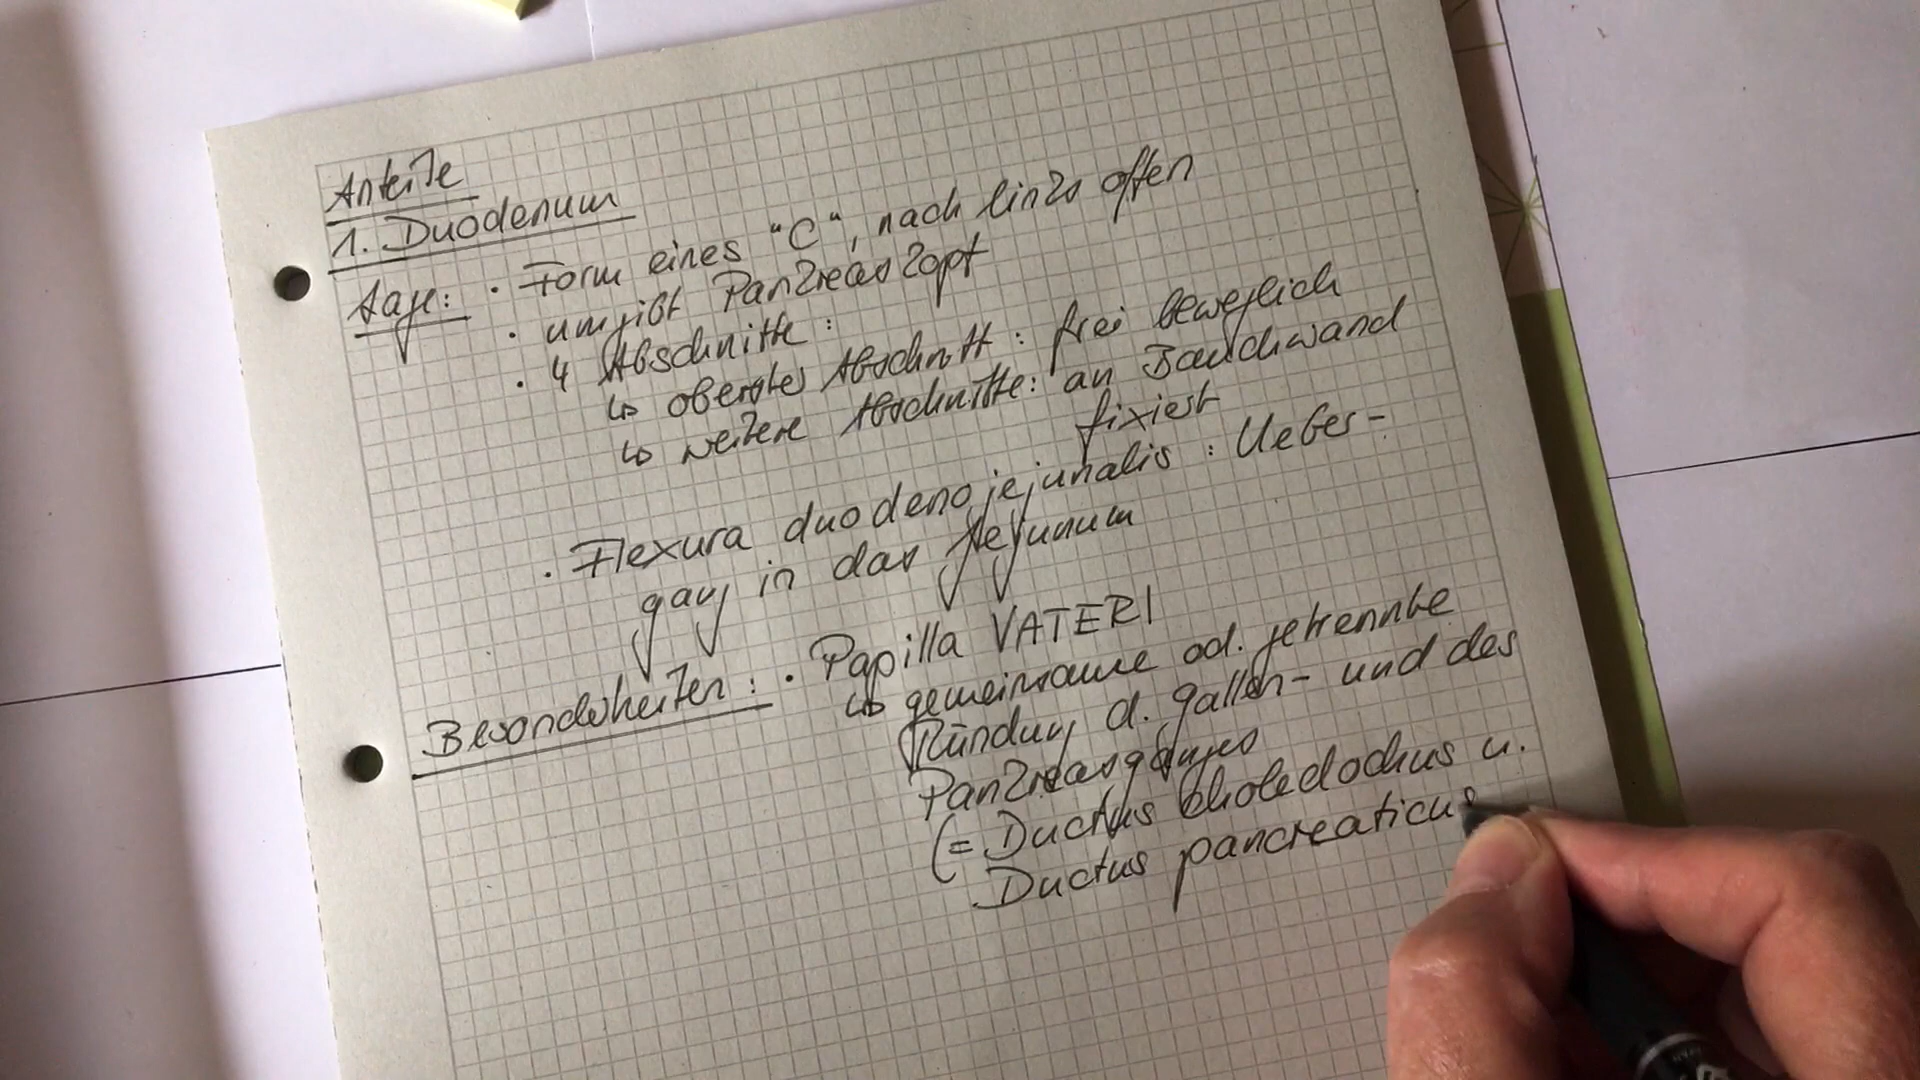 Anteile
1. Duodenum
Lage: · Form eines "C", nach links offen
· umgibt Pankreaskopf
· 4 Abschnitte:
↳ oberster Abschnitt: frei beweglich
↳ weitere Abschnitte: an Bauchwand
fixiert
· Flexura duodenojejunalis: Ueber-
gang in das Jejunum
Besonderheiten: · Papilla VATERI
↳ gemeinsame od. getrennte
Mündung d. Gallen- und des
Pankreasganges
(= Ductus choledochus u.
Ductus pancreaticus